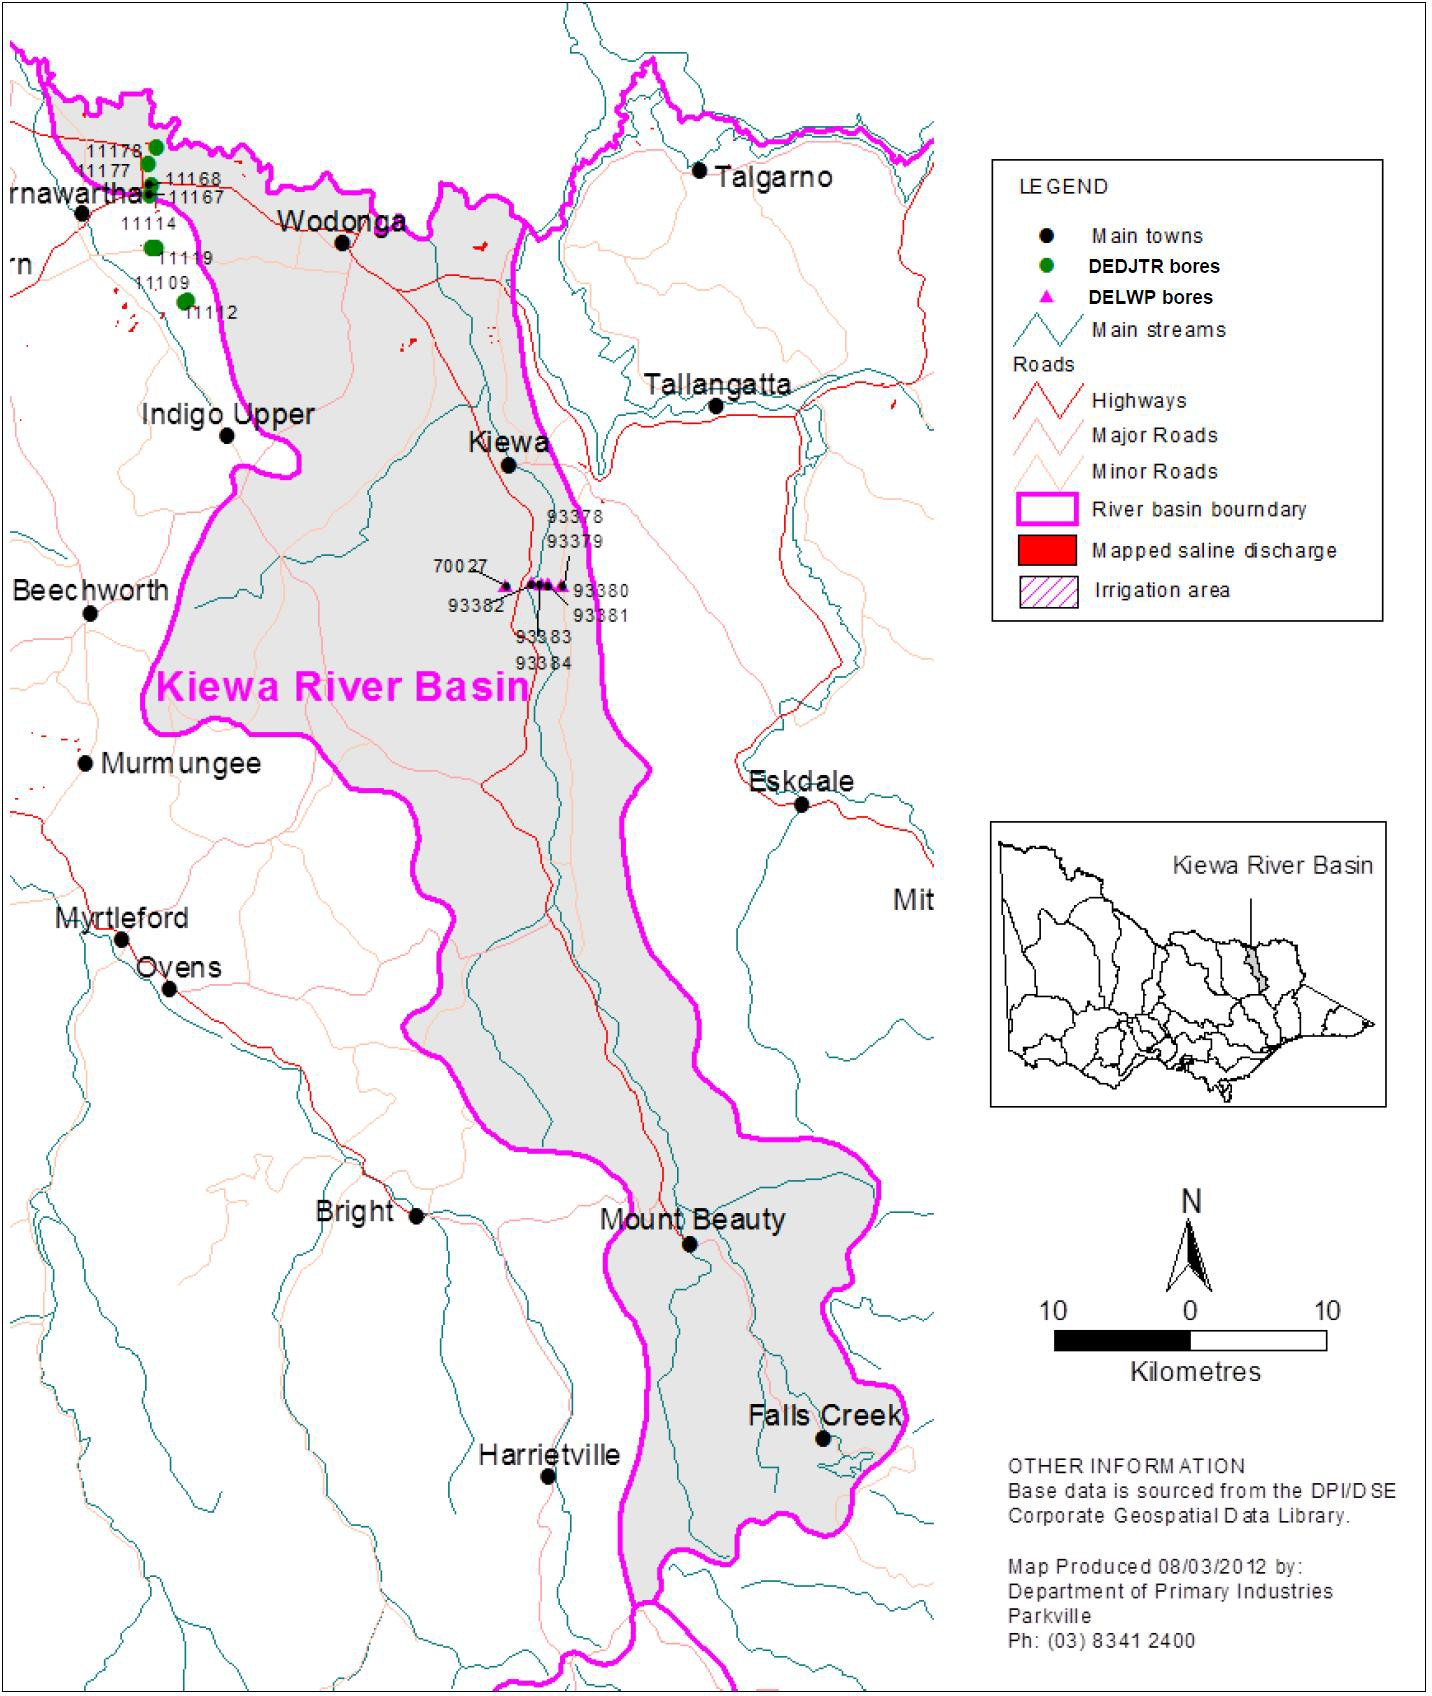 11178
11177
11168
rnawartha
11167
11114
11119
rn
11109
11112
Wodonga
Talgarno
Indigo Upper
Tallangatta
Kiewa
93378
93379
70027
93382
93380
93381
93383
93384
Beechworth
Kiewa River Basin
Murmungee
Eskdale
Mit
Myrtleford
Ovens
Bright
Mount Beauty
Falls Creek
Harrietville
LEGEND
Main towns
DEDJTR bores
DELWP bores
Main streams
Roads
Highways
Major Roads
Minor Roads
River basin bourndary
Mapped saline discharge
Irrigation area
Kiewa River Basin
N
10 0 10
Kilometres
OTHER INFORMATION
Base data is sourced from the DPI/DSE
Corporate Geospatial Data Library.
Map Produced 08/03/2012 by:
Department of Primary Industries
Parkville
Ph: (03) 8341 2400